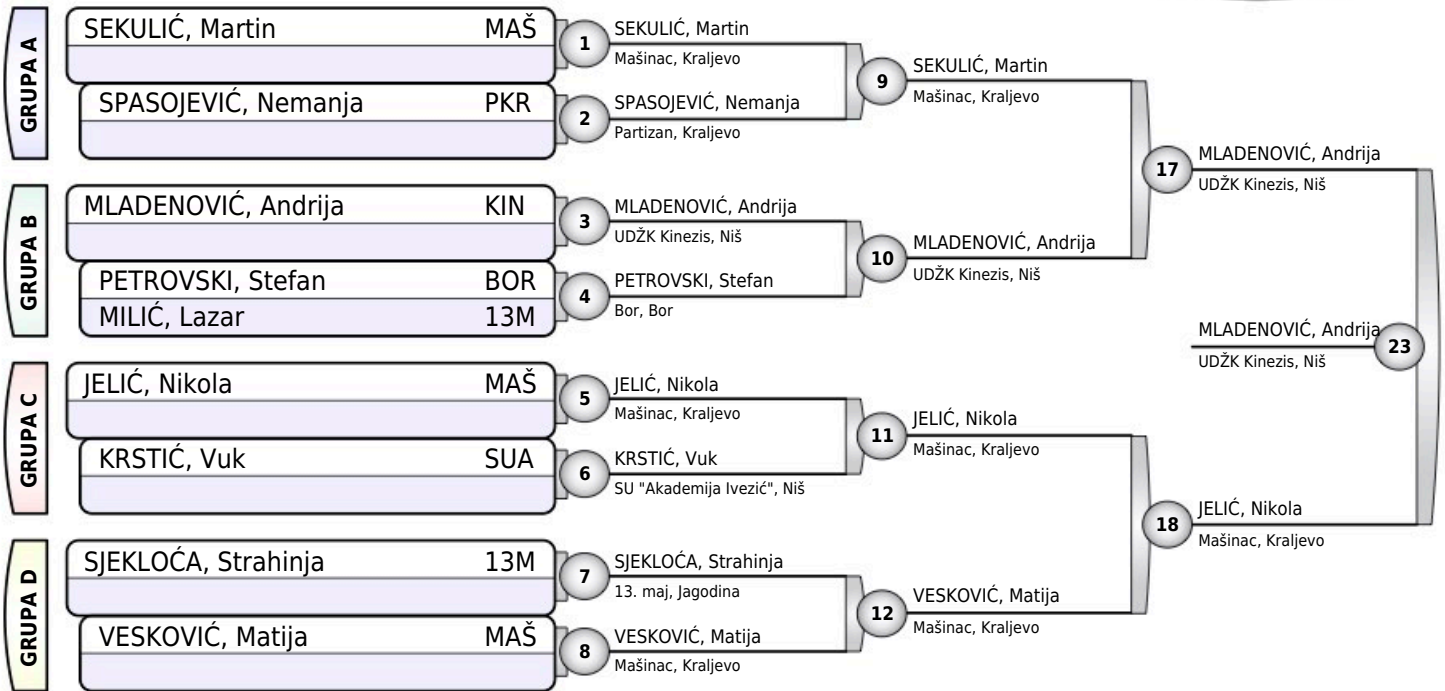 GRUPA A
SEKULIĆ, Martin MAŠ
SPASOJEVIĆ, Nemanja PKR
GRUPA B
MLADENOVIĆ, Andrija KIN
PETROVSKI, Stefan BOR
MILIĆ, Lazar 13M
GRUPA C
JELIĆ, Nikola MAŠ
KRSTIĆ, Vuk SUA
GRUPA D
SJEKLOĆA, Strahinja 13M
VESKOVIĆ, Matija MAŠ
1
SEKULIĆ, Martin
Mašinac, Kraljevo
2
SPASOJEVIĆ, Nemanja
Partizan, Kraljevo
3
MLADENOVIĆ, Andrija
UDŽK Kinezis, Niš
4
PETROVSKI, Stefan
Bor, Bor
5
JELIĆ, Nikola
Mašinac, Kraljevo
6
KRSTIĆ, Vuk
SU "Akademija Ivezić", Niš
7
SJEKLOĆA, Strahinja
13. maj, Jagodina
8
VESKOVIĆ, Matija
Mašinac, Kraljevo
9
SEKULIĆ, Martin
Mašinac, Kraljevo
10
MLADENOVIĆ, Andrija
UDŽK Kinezis, Niš
11
JELIĆ, Nikola
Mašinac, Kraljevo
12
VESKOVIĆ, Matija
Mašinac, Kraljevo
17
MLADENOVIĆ, Andrija
UDŽK Kinezis, Niš
18
JELIĆ, Nikola
Mašinac, Kraljevo
MLADENOVIĆ, Andrija
UDŽK Kinezis, Niš
23